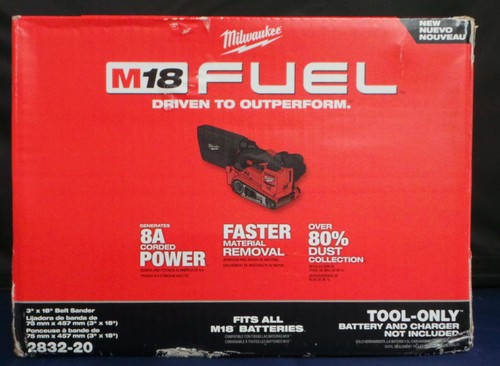 NEW
NUEVO
NOUVEAU
Milwaukee
M18 FUEL
DRIVEN TO OUTPERFORM.
GENERATES
8A
CORDED
POWER
FASTER
MATERIAL
REMOVAL
OVER
80%
DUST
COLLECTION
3" x 18" Belt Sander
Lijadora de banda de
75 mm x 457 mm (3" x 18")
Ponceuse à bande de
75 mm x 457 mm (3" x 18")
2832-20
FITS ALL
M18 BATTERIES
TOOL-ONLY
BATTERY AND CHARGER
NOT INCLUDED